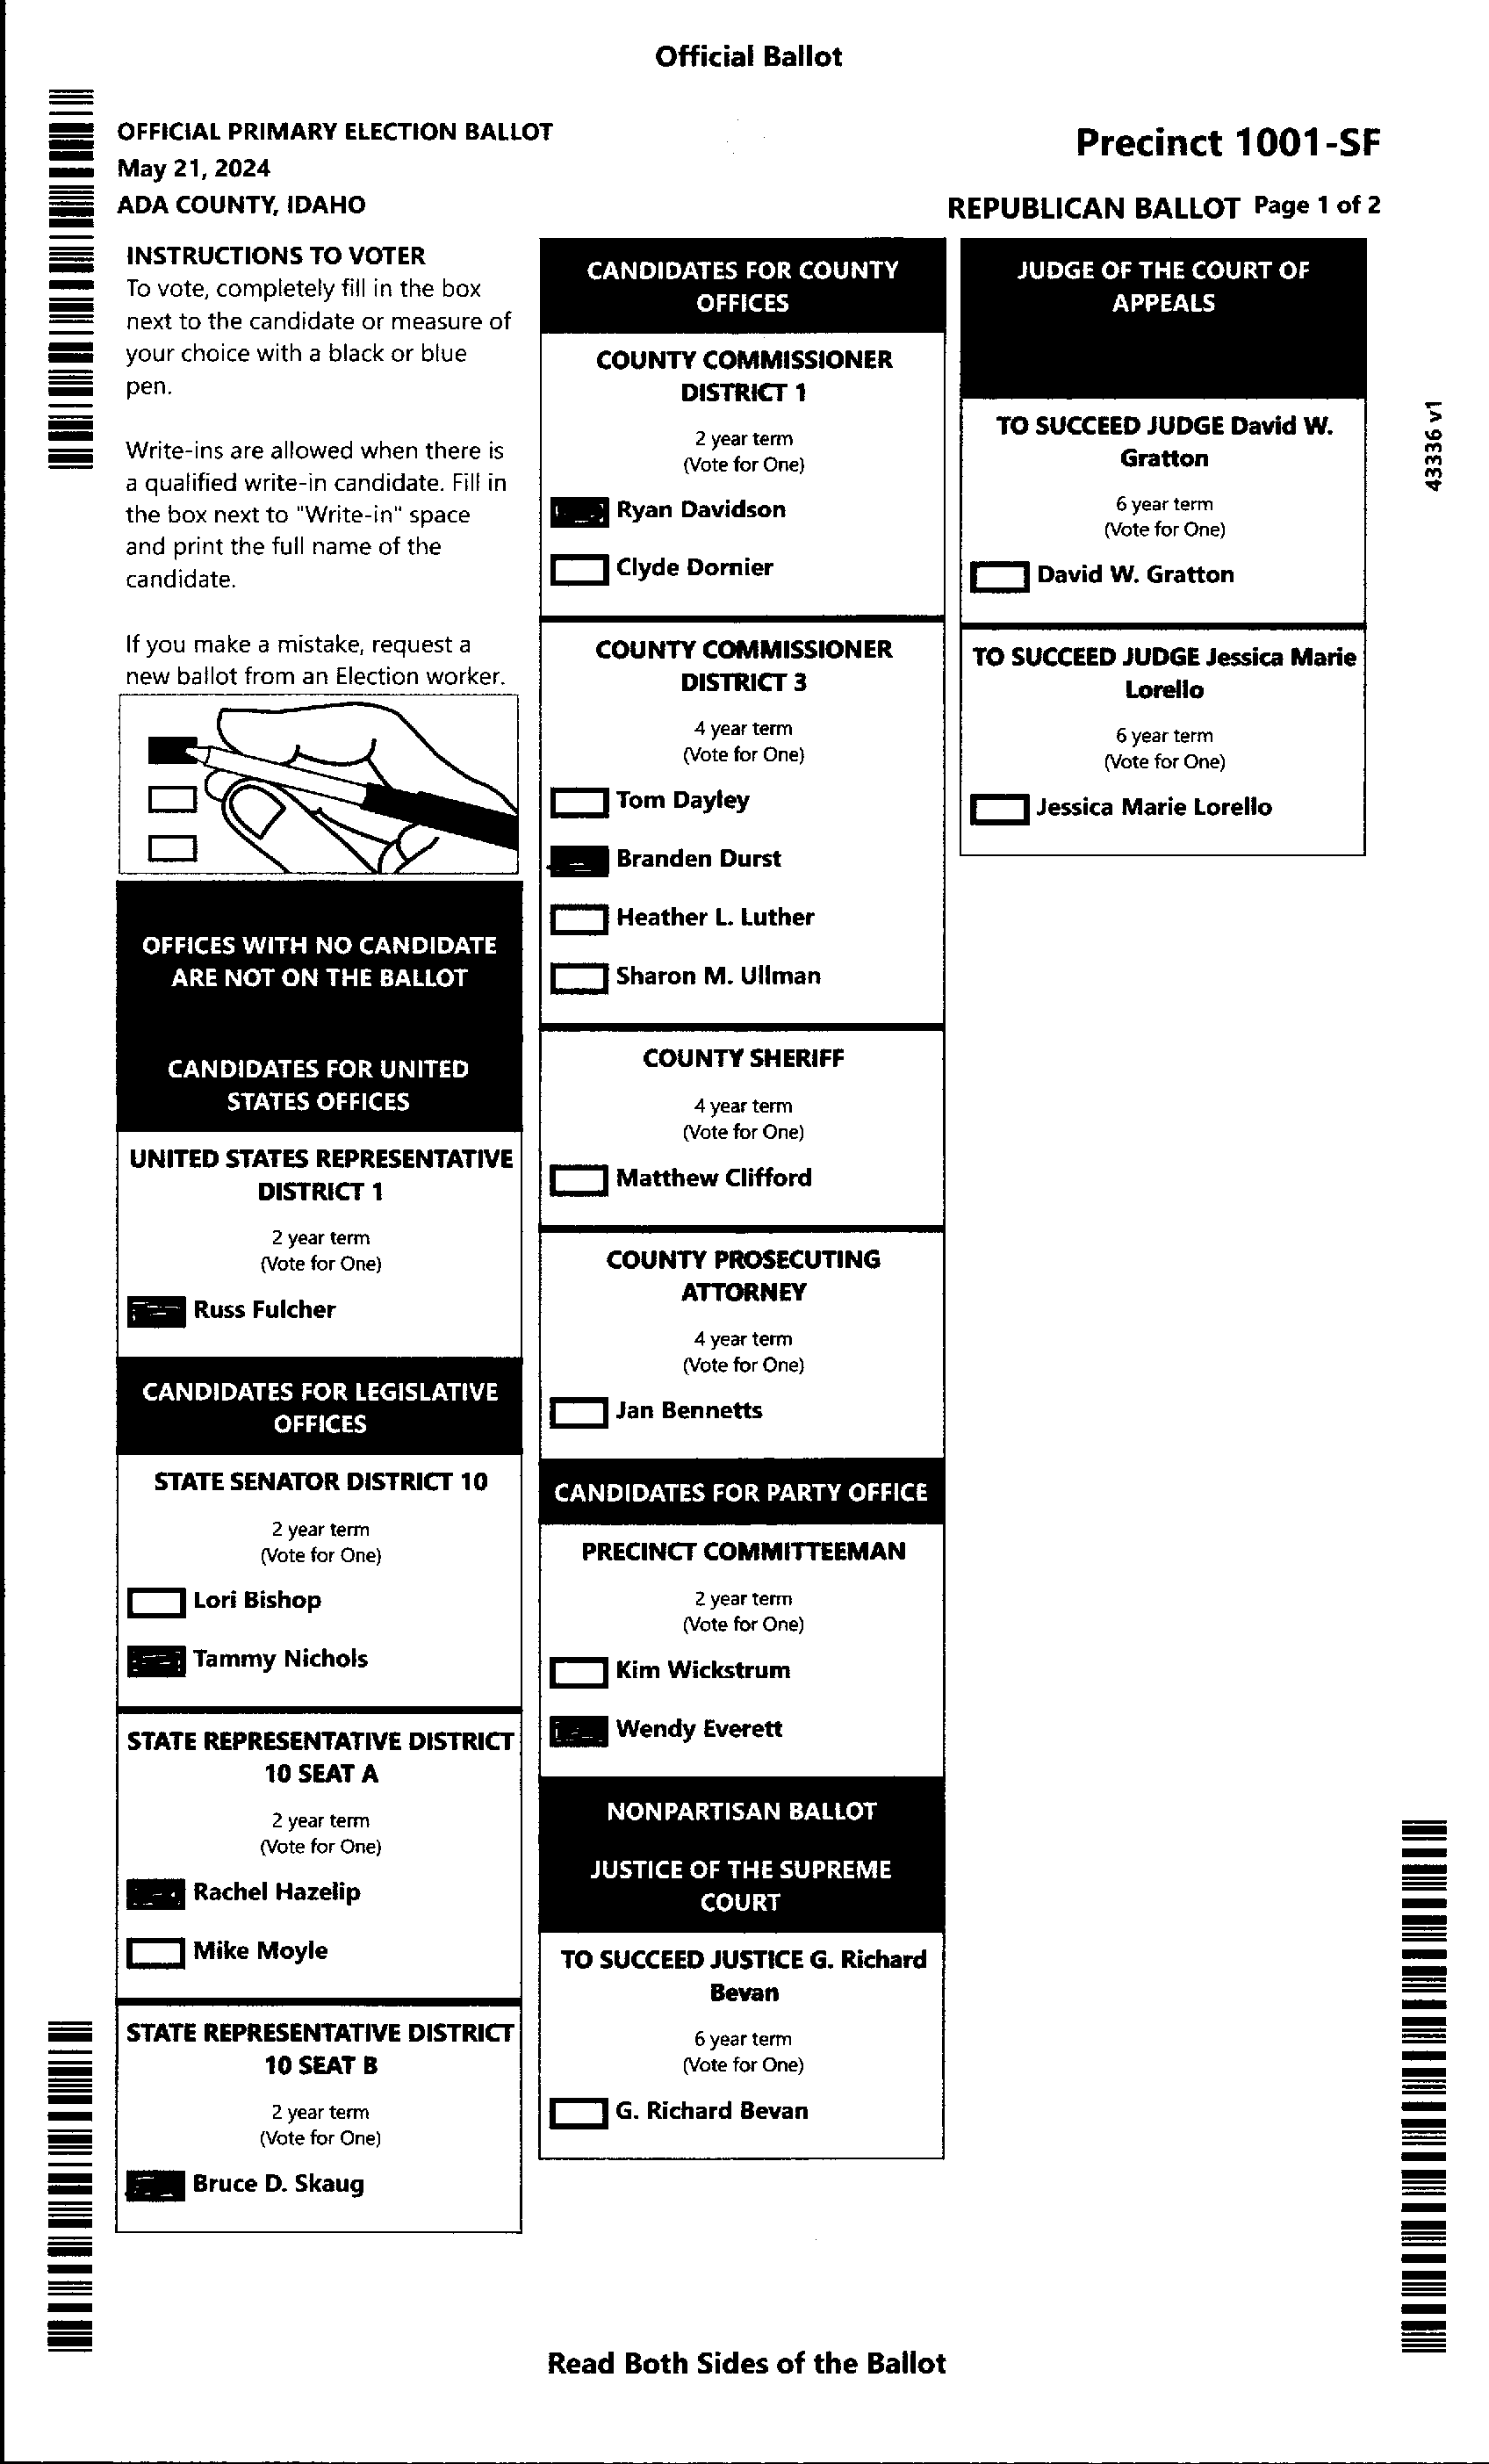 Official Ballot
OFFICIAL PRIMARY ELECTION BALLOT
May 21, 2024
ADA COUNTY, IDAHO
Precinct 1001-SF
REPUBLICAN BALLOT Page 1 of 2
INSTRUCTIONS TO VOTER
To vote, completely fill in the box
next to the candidate or measure of
your choice with a black or blue
pen.
Write-ins are allowed when there is
a qualified write-in candidate. Fill in
the box next to "Write-in" space
and print the full name of the
candidate.
If you make a mistake, request a
new ballot from an Election worker.
OFFICES WITH NO CANDIDATE
ARE NOT ON THE BALLOT
CANDIDATES FOR UNITED
STATES OFFICES
UNITED STATES REPRESENTATIVE
DISTRICT 1
2 year term
(Vote for One)
Russ Fulcher
CANDIDATES FOR LEGISLATIVE
OFFICES
STATE SENATOR DISTRICT 10
2 year term
(Vote for One)
Lori Bishop
Tammy Nichols
STATE REPRESENTATIVE DISTRICT
10 SEAT A
2 year term
(Vote for One)
Rachel Hazelip
Mike Moyle
STATE REPRESENTATIVE DISTRICT
10 SEAT B
2 year term
(Vote for One)
Bruce D. Skaug
CANDIDATES FOR COUNTY
OFFICES
COUNTY COMMISSIONER
DISTRICT 1
2 year term
(Vote for One)
Ryan Davidson
Clyde Dornier
COUNTY COMMISSIONER
DISTRICT 3
4 year term
(Vote for One)
Tom Dayley
Branden Durst
Heather L. Luther
Sharon M. Ullman
COUNTY SHERIFF
4 year term
(Vote for One)
Matthew Clifford
COUNTY PROSECUTING
ATTORNEY
4 year term
(Vote for One)
Jan Bennetts
CANDIDATES FOR PARTY OFFICE
PRECINCT COMMITTEEMAN
2 year term
(Vote for One)
Kim Wickstrum
Wendy Everett
NONPARTISAN BALLOT
JUSTICE OF THE SUPREME
COURT
TO SUCCEED JUSTICE G. Richard
Bevan
6 year term
(Vote for One)
G. Richard Bevan
JUDGE OF THE COURT OF
APPEALS
TO SUCCEED JUDGE David W.
Gratton
6 year term
(Vote for One)
David W. Gratton
TO SUCCEED JUDGE Jessica Marie
Lorello
6 year term
(Vote for One)
Jessica Marie Lorello
43336 v1
Read Both Sides of the Ballot